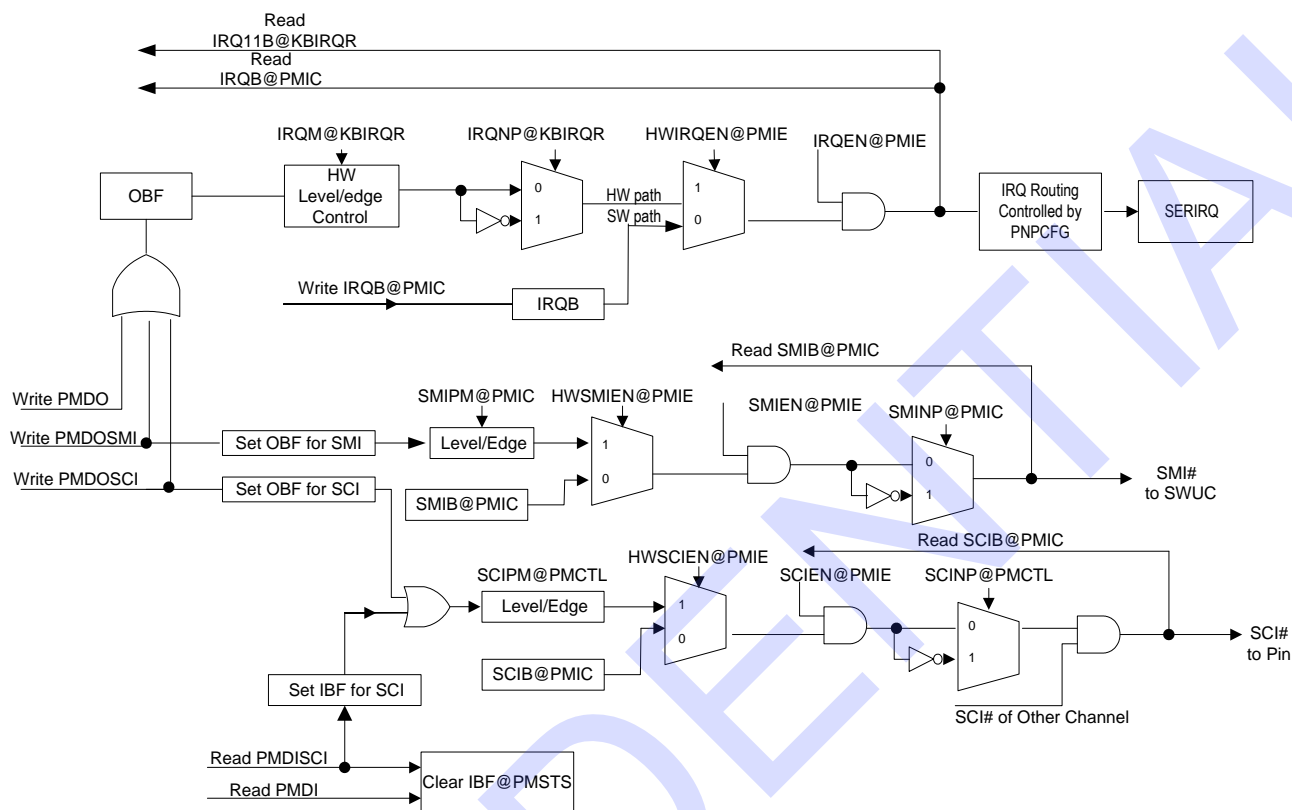 Read
IRQ11B@KBIRQR
Read
IRQB@PMIC
IRQM@KBIRQR
IRQNP@KBIRQR
HWIRQEN@PMIE
IRQEN@PMIE
OBF
HW
Level/edge
Control
0
1
HW path
SW path
1
0
IRQ Routing
Controlled by
PNPCFG
SERIRQ
Write IRQB@PMIC
IRQB
Write PMDO
Write PMDOSMI
Write PMDOSCI
Set OBF for SMI
Set OBF for SCI
SMIPM@PMIC
Level/Edge
HWSMIEN@PMIE
1
0
SMIB@PMIC
Read SMIB@PMIC
SMIEN@PMIE
SMINP@PMIC
0
1
SMI#
to SWUC
Read SCIB@PMIC
HWSCIEN@PMIE
SCIPM@PMCTL
Level/Edge
1
0
SCIB@PMIC
SCIEN@PMIE
SCINP@PMCTL
0
1
SCI#
to Pin
SCI# of Other Channel
Set IBF for SCI
Read PMDISCI
Read PMDI
Clear IBF@PMSTS
DENTIAL